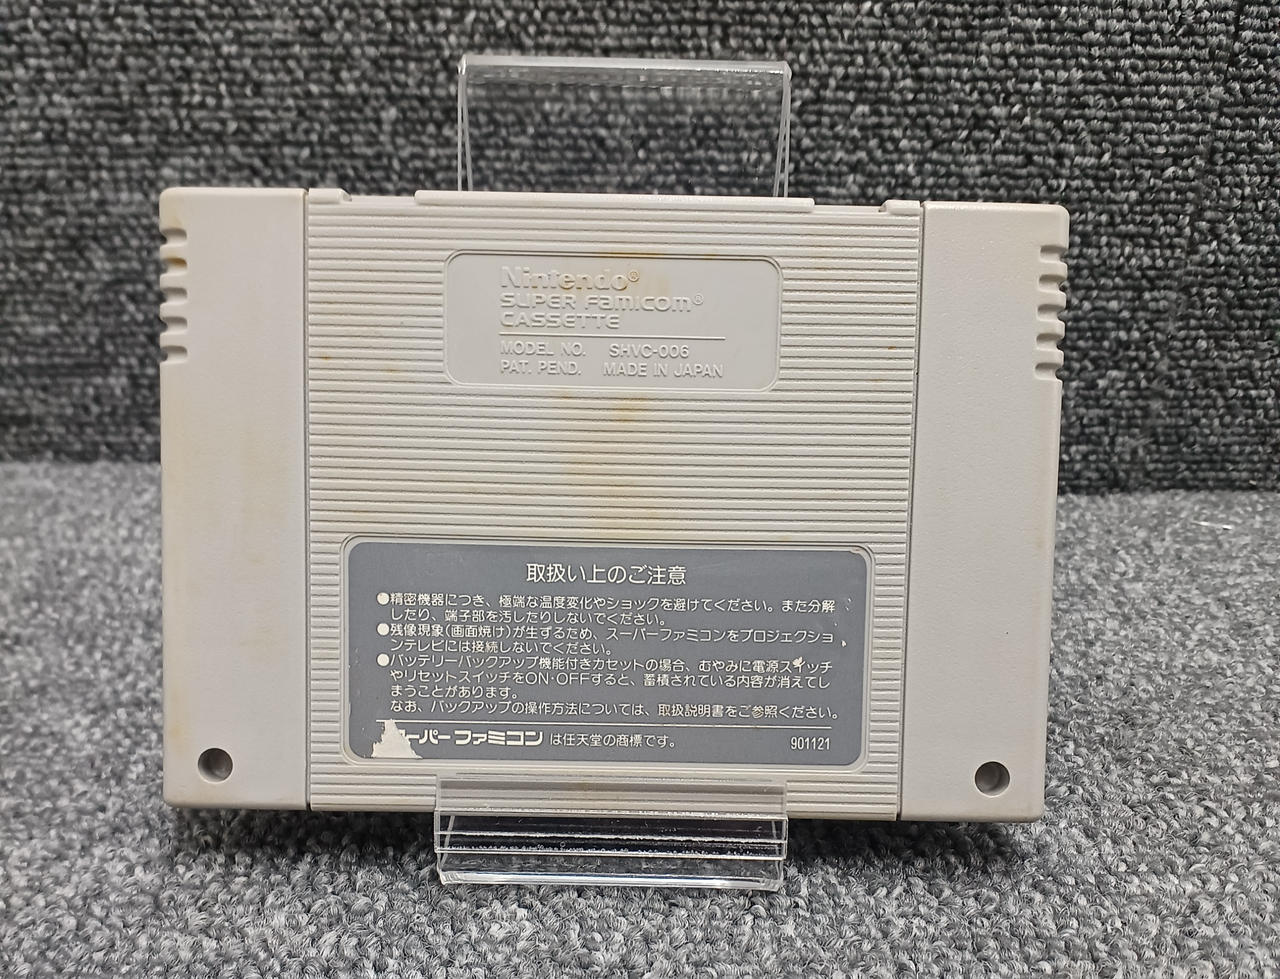 Nintendo®
SUPER FAMICOM®
CASSETTE
MODEL NO. SHVC-006
PAT. PEND. MADE IN JAPAN
取扱い上のご注意
●精密機器につき、極端な温度変化やショックを避けてください。また分解
したり、端子部を汚したりしないでください。
●残像現象(画面焼け)が生ずるため、スーパーファミコンをプロジェクショ
ンテレビには接続しないでください。
●バッテリーバックアップ機能付きカセットの場合、むやみに電源スイッチ
やリセットスイッチをON・OFFすると、蓄積されている内容が消えてし
まうことがあります。
なお、バックアップの操作方法については、取扱説明書をご参照ください。
スーパーファミコン は任天堂の商標です。 901121